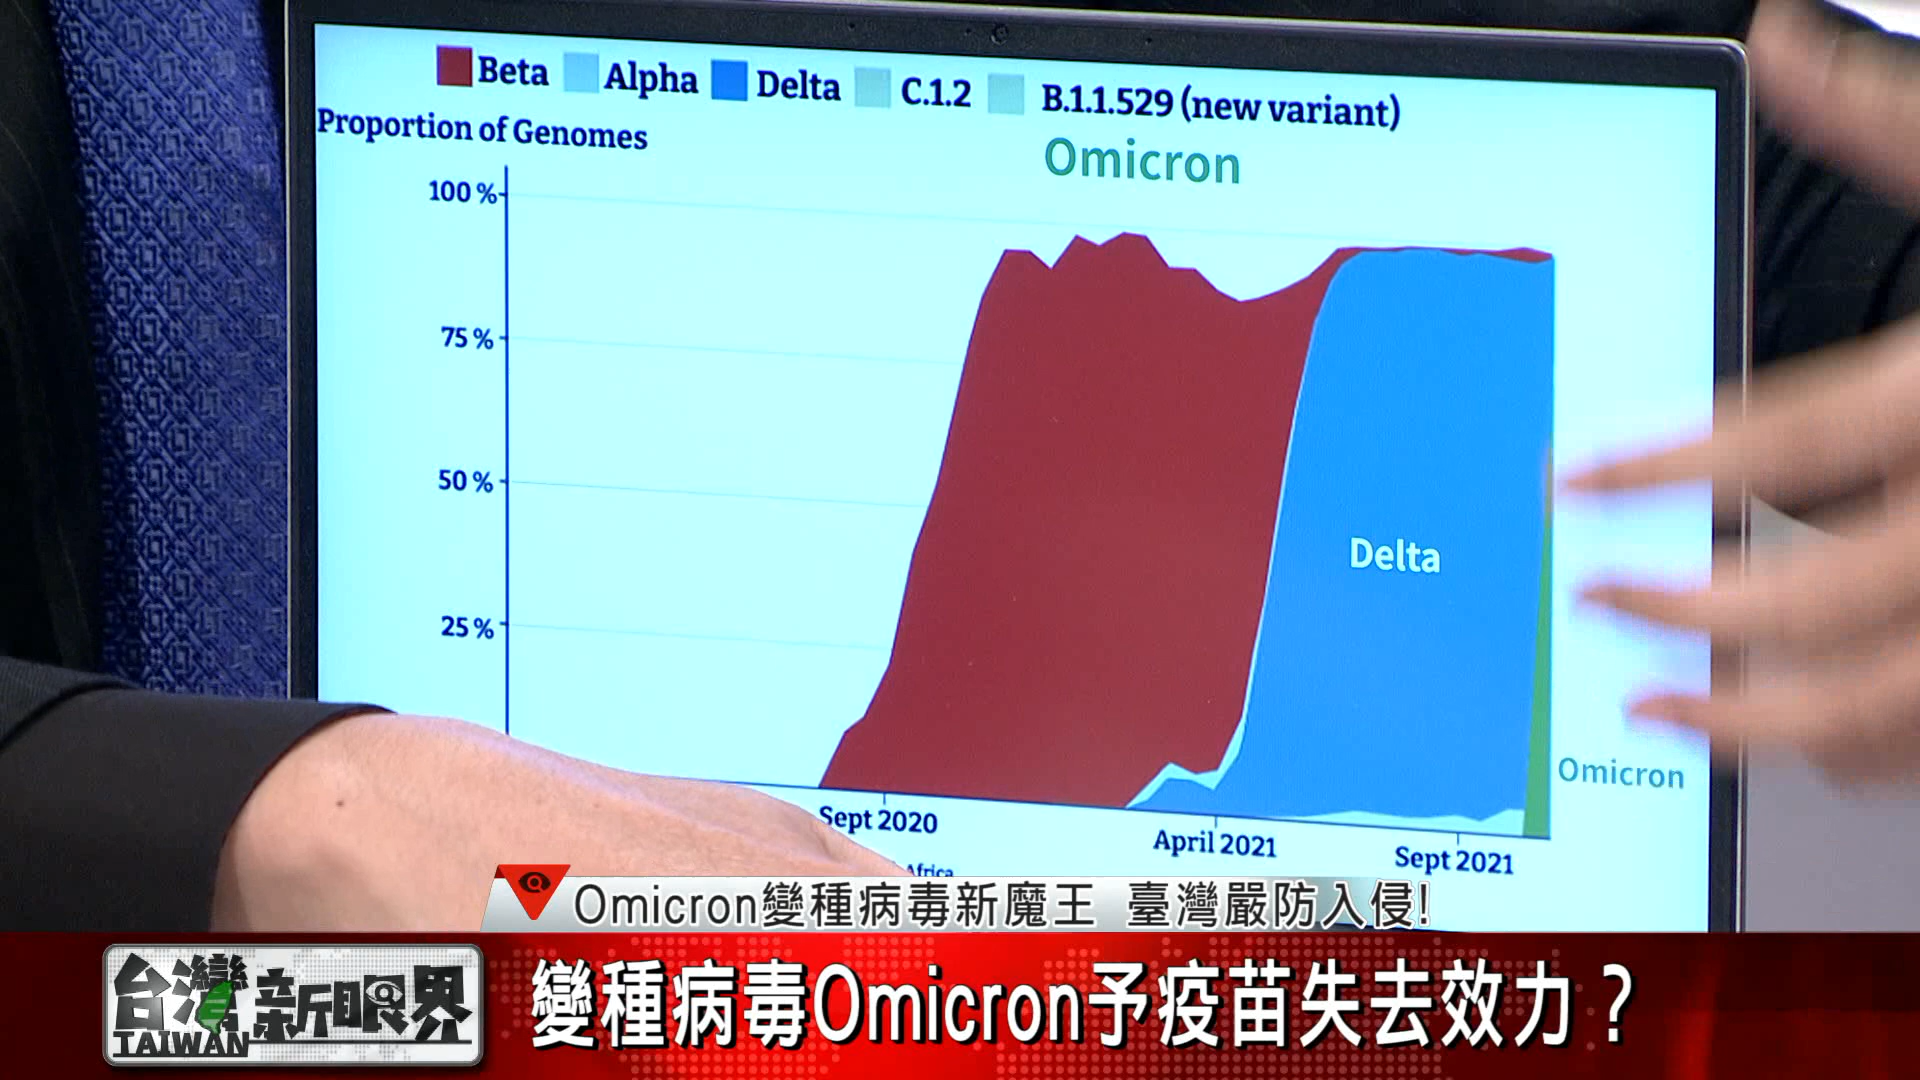 Beta Alpha Delta C.1.2 B.1.1.529 (new variant)
Omicron
Proportion of Genomes
100 %
75 %
50 %
25 %
Delta
Omicron
Sept 2020
April 2021
Sept 2021
Africa
Omicron變種病毒新魔王 臺灣嚴防入侵!
台灣新眼界
TAIWAN
變種病毒Omicron予疫苗失去效力？